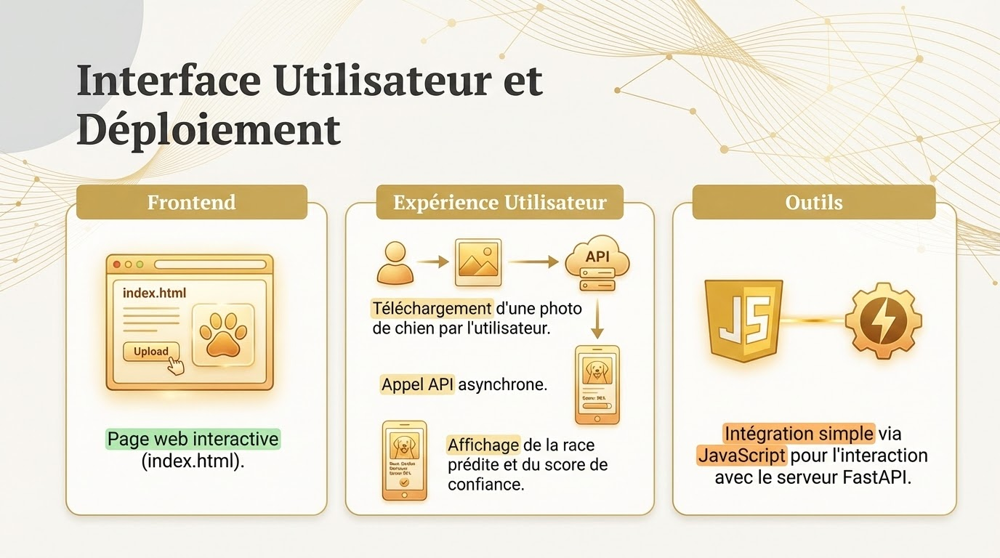 Interface Utilisateur et
Déploiement
Frontend
index.html
Upload
Page web interactive
(index.html).
Expérience Utilisateur
API
Téléchargement d'une photo
de chien par l'utilisateur.
Appel API asynchrone.
Affichage de la race
prédite et du score de
confiance.
Outils
JS
Intégration simple via
JavaScript pour l'interaction
avec le serveur FastAPI.